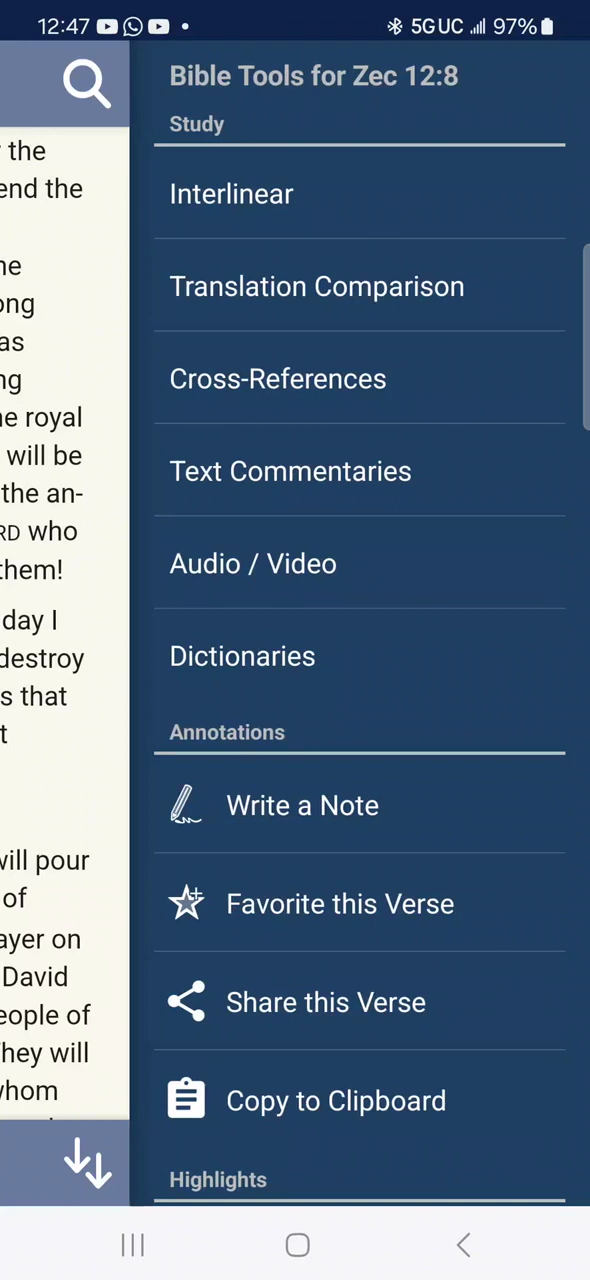 12:47
5GUC 97%
Bible Tools for Zec 12:8
Study
Interlinear
Translation Comparison
Cross-References
Text Commentaries
Audio / Video
Dictionaries
Annotations
Write a Note
Favorite this Verse
Share this Verse
Copy to Clipboard
Highlights
the
end the
ne
ong
as
ng
ne royal
will be
the an-
RD who
them!
day I
destroy
s that
t
will pour
of
ayer on
David
eople of
They will
whom